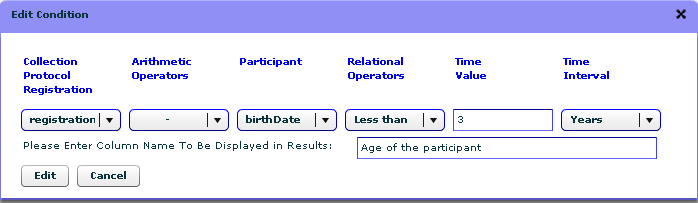 Edit Condition
Collection Protocol Registration
Arithmetic Operators
Participant
Relational Operators
Time Value
Time Interval
registration - birthDate Less than 3 Years
Please Enter Column Name To Be Displayed in Results: Age of the participant
Edit Cancel